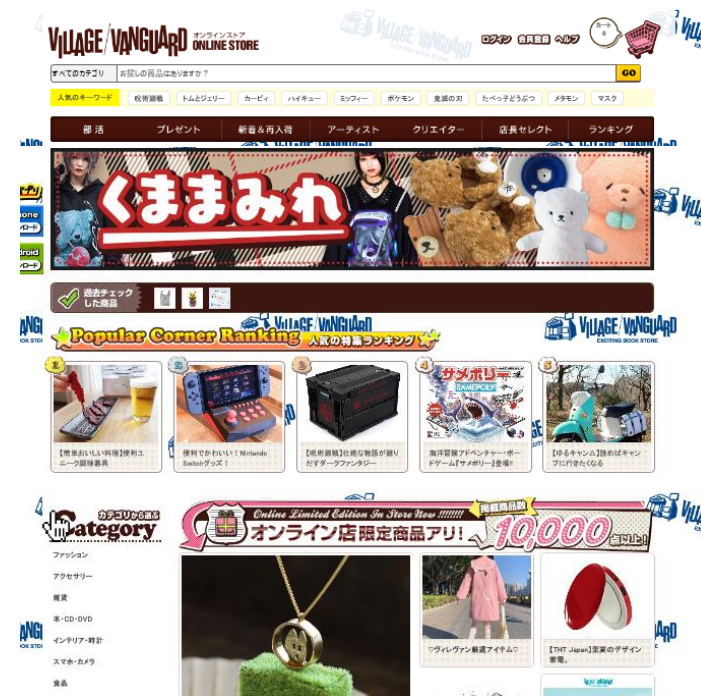 VILLAGE/VANGUARD オンラインストア ONLINE STORE
ログイン 会員登録 ヘルプ
カート
0
すべてのカテゴリ お探しの商品はありますか？ GO
人気のキーワード 呪術廻戦 トムとジェリー カービィ ハイキュー ミッフィー ポケモン 鬼滅の刃 たべっ子どうぶつ メタモン マスク
部活 プレゼント 新着＆再入荷 アーティスト クリエイター 店長セレクト ランキング
くままみれ
過去チェックした商品
Popular Corner Ranking 人気の特集ランキング
1 2 3 4 5
サメポリー
SAMEPOLY
【簡単おいしい料理】便利ユニーク調理器具
便利でかわいい！Nintendo Switchグッズ！
【呪術廻戦】壮絶な物語が廻りだすダークファンタジー
海洋冒険アドベンチャー・ボードゲーム『サメポリー』登場!!
【ゆるキャン△】読めばキャンプに行きたくなる
カテゴリから選ぶ
Category
Online Limited Edition In Store Now !!!!!!!
オンライン店限定商品アリ!
掲載商品数
10,000点以上!
ファッション
アクセサリー
雑貨
本・CD・DVD
インテリア・時計
スマホ・カメラ
食品
♡ヴィレヴァン厳選アイテム♡
【THT Japan】至高のデザイン家電。
VILLAGE/VANGUARD
EXCITING BOOK STORE